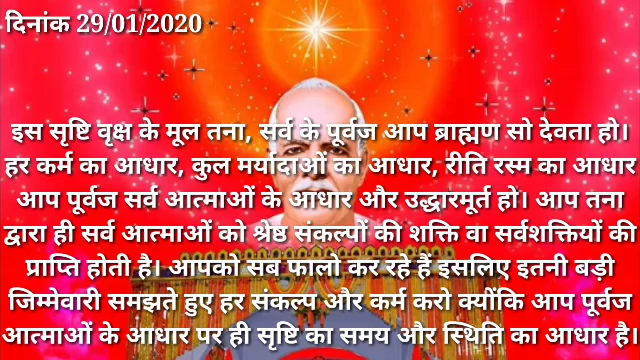 दिनांक 29/01/2020
इस सृष्टि वृक्ष के मूल तना, सर्व के पूर्वज आप ब्राह्मण सो देवता हो।
हर कर्म का आधार, कुल मर्यादाओं का आधार, रीति रस्म का आधार
आप पूर्वज सर्व आत्माओं के आधार और उद्धारमूर्त हो। आप तना
द्वारा ही सर्व आत्माओं को श्रेष्ठ संकल्पों की शक्ति वा सर्वशक्तियों की
प्राप्ति होती है। आपको सब फालो कर रहे हैं इसलिए इतनी बड़ी
जिम्मेवारी समझते हुए हर संकल्प और कर्म करो क्योंकि आप पूर्वज
आत्माओं के आधार पर ही सृष्टि का समय और स्थिति का आधार है।